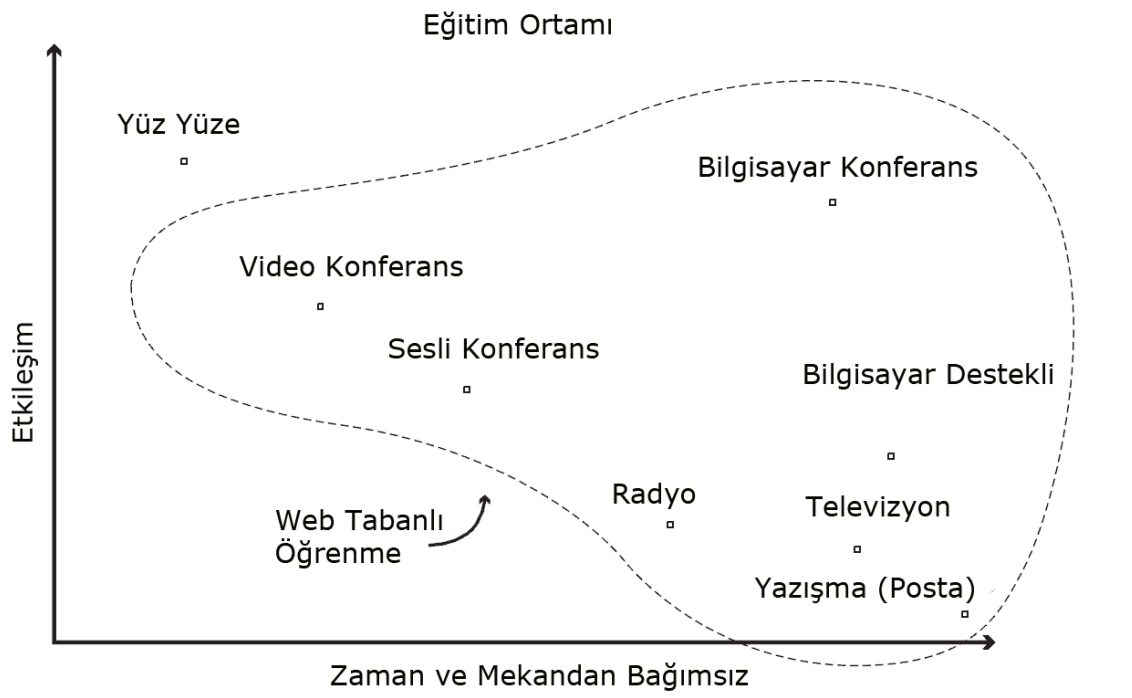 Eğitim Ortamı
Yüz Yüze
Bilgisayar Konferans
Video Konferans
Sesli Konferans
Bilgisayar Destekli
Etkileşim
Radyo
Televizyon
Web Tabanlı
Öğrenme
Yazışma (Posta)
Zaman ve Mekandan Bağımsız